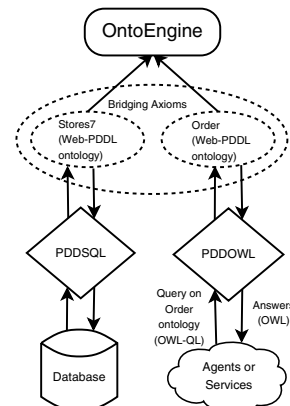 OntoEngine
Bridging Axioms
Stores7
(Web-PDDL
ontology)
Order
(Web-PDDL
ontology)
PDDSQL
PDDOWL
Query on
Order
ontology
(OWL-QL)
Answers
(OWL)
Database
Agents or
Services